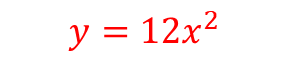 y = 12x²